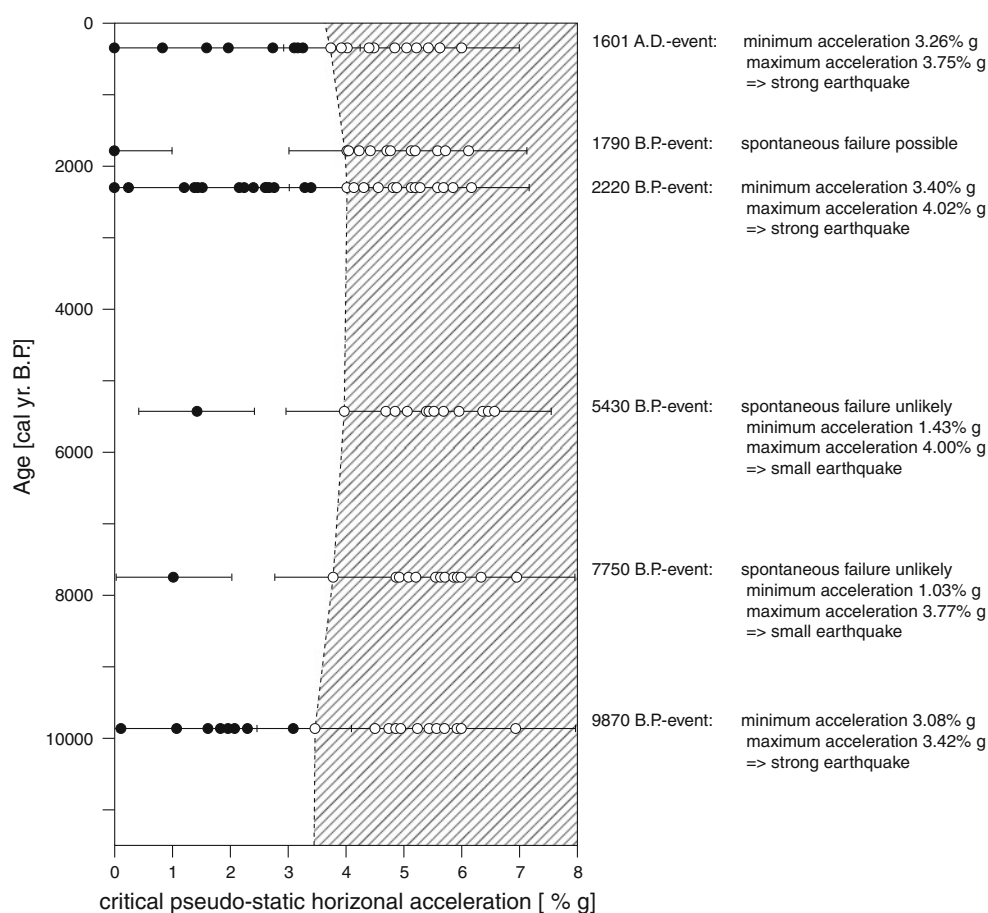 0
1601 A.D.-event: minimum acceleration 3.26% g
maximum acceleration 3.75% g
=> strong earthquake
1790 B.P.-event: spontaneous failure possible
2000
2220 B.P.-event: minimum acceleration 3.40% g
maximum acceleration 4.02% g
=> strong earthquake
4000
Age [cal yr. B.P.]
5430 B.P.-event: spontaneous failure unlikely
minimum acceleration 1.43% g
maximum acceleration 4.00% g
=> small earthquake
6000
7750 B.P.-event: spontaneous failure unlikely
minimum acceleration 1.03% g
maximum acceleration 3.77% g
=> small earthquake
8000
9870 B.P.-event: minimum acceleration 3.08% g
maximum acceleration 3.42% g
=> strong earthquake
10000
0 1 2 3 4 5 6 7 8
critical pseudo-static horizonal acceleration [ % g]